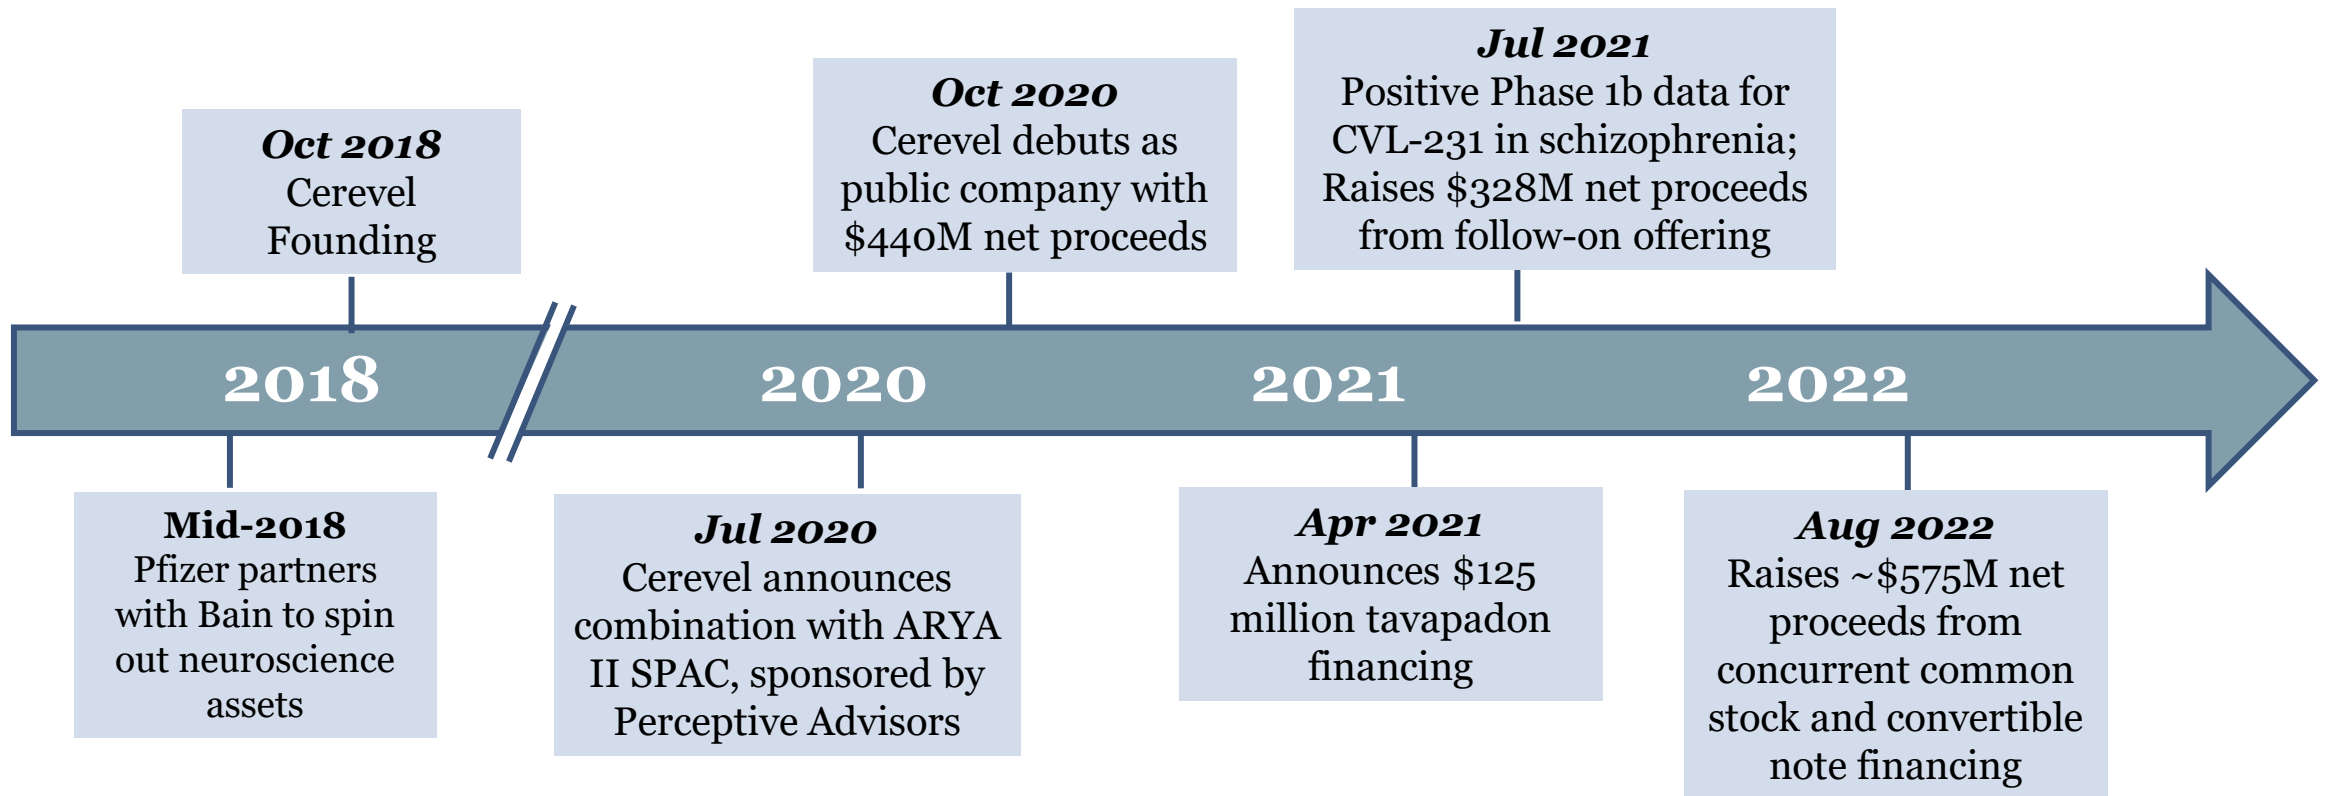 Oct 2018
Cerevel
Founding
Oct 2020
Cerevel debuts as
public company with
$440M net proceeds
Jul 2021
Positive Phase 1b data for
CVL-231 in schizophrenia;
Raises $328M net proceeds
from follow-on offering
2018
2020
2021
2022
Mid-2018
Pfizer partners
with Bain to spin
out neuroscience
assets
Jul 2020
Cerevel announces
combination with ARYA
II SPAC, sponsored by
Perceptive Advisors
Apr 2021
Announces $125
million tavapadon
financing
Aug 2022
Raises ~$575M net
proceeds from
concurrent common
stock and convertible
note financing